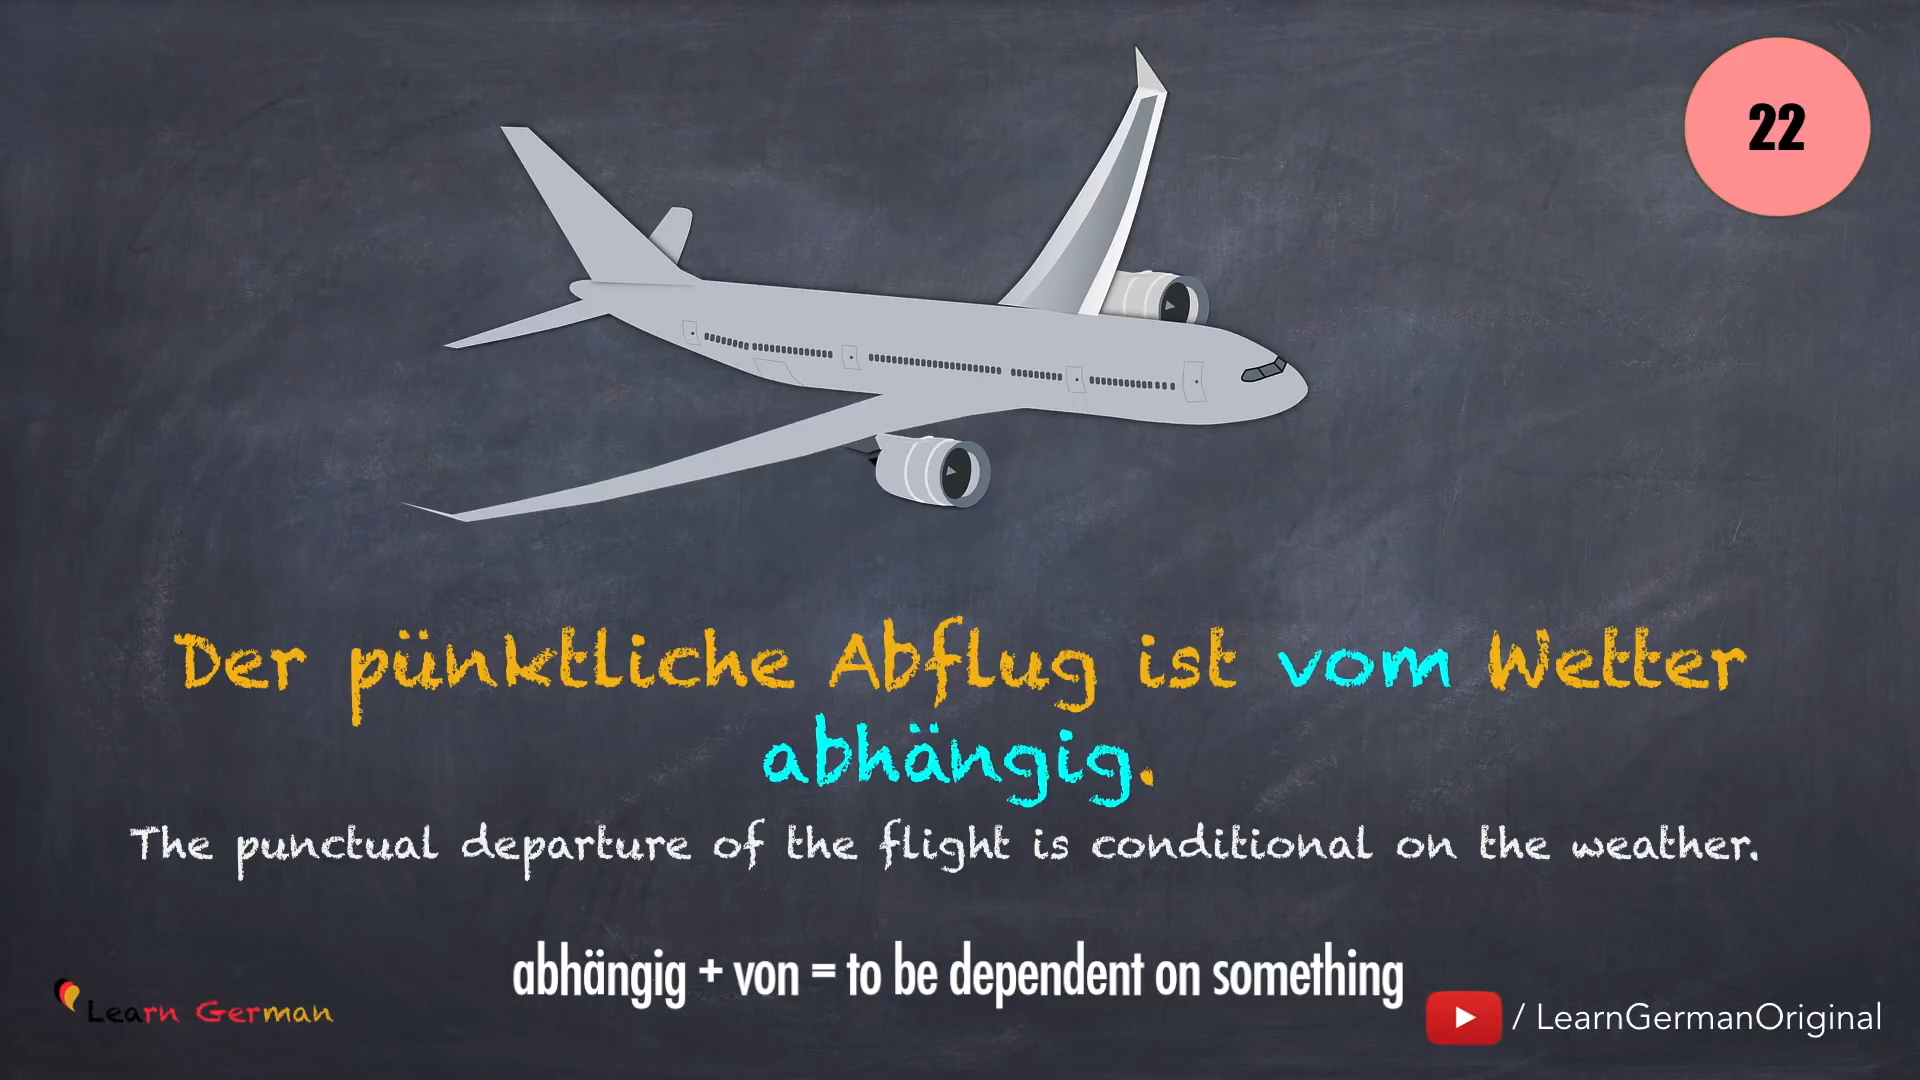 22
Der pünktliche Abflug ist vom Wetter
abhängig.
The punctual departure of the flight is conditional on the weather.
abhängig + von = to be dependent on something
Learn German
/ LearnGermanOriginal